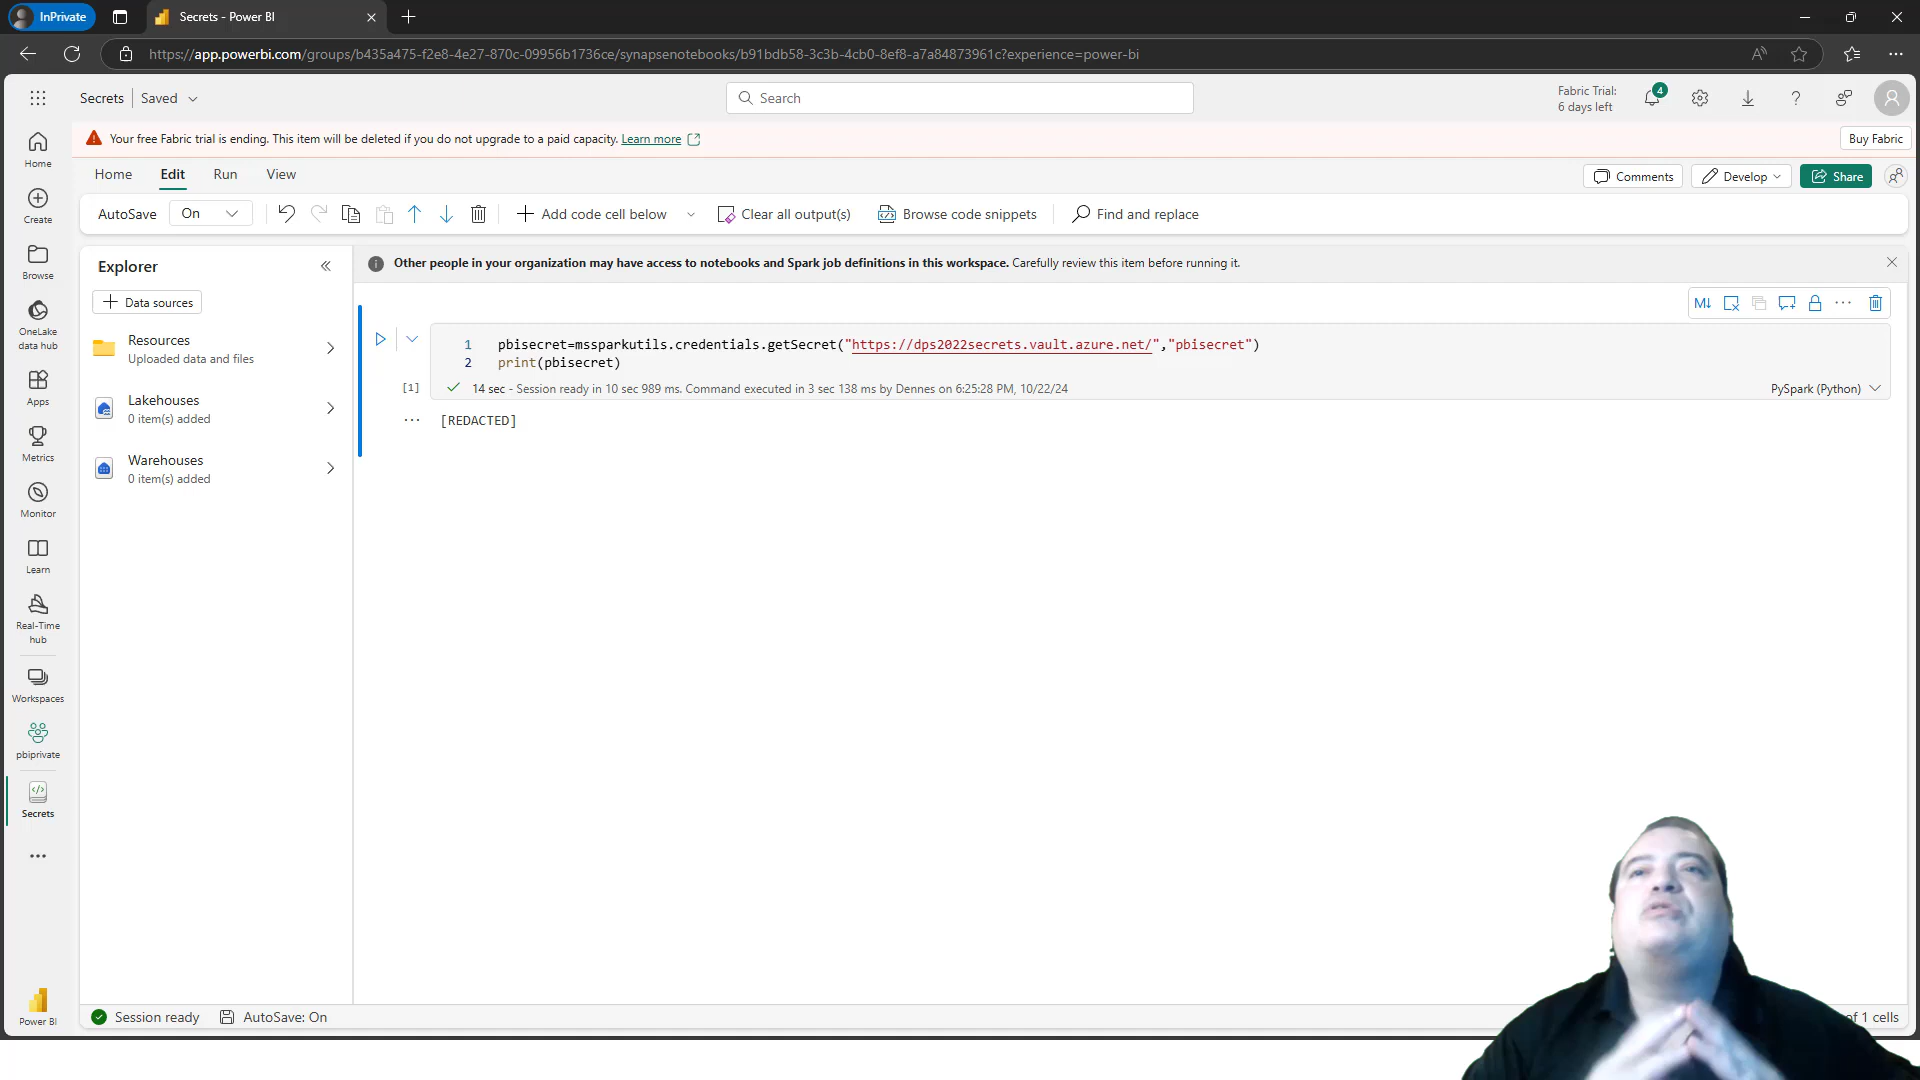 InPrivate
Secrets - Power BI
https://app.powerbi.com/groups/b435a475-f2e8-4e27-870c-09956b1736ce/synapsenotebooks/b91bdb58-3c3b-4cb0-8ef8-a7a84873961c?experience=power-bi
Secrets | Saved
Search
Fabric Trial:
6 days left
4
Your free Fabric trial is ending. This item will be deleted if you do not upgrade to a paid capacity. Learn more
Buy Fabric
Home Edit Run View
Comments Develop Share
AutoSave On
Add code cell below
Clear all output(s)
Browse code snippets
Find and replace
Home
Create
Browse
OneLake
data hub
Apps
Metrics
Monitor
Learn
Real-Time
hub
Workspaces
pbiprivate
Secrets
Power BI
Explorer
Data sources
Resources
Uploaded data and files
Lakehouses
0 item(s) added
Warehouses
0 item(s) added
Other people in your organization may have access to notebooks and Spark job definitions in this workspace. Carefully review this item before running it.
M↓
1 pbisecret=mssparkutils.credentials.getSecret("https://dps2022secrets.vault.azure.net/","pbisecret")
2 print(pbisecret)
[1] 14 sec - Session ready in 10 sec 989 ms. Command executed in 3 sec 138 ms by Dennes on 6:25:28 PM, 10/22/24
PySpark (Python)
[REDACTED]
Session ready
AutoSave: On
of 1 cells